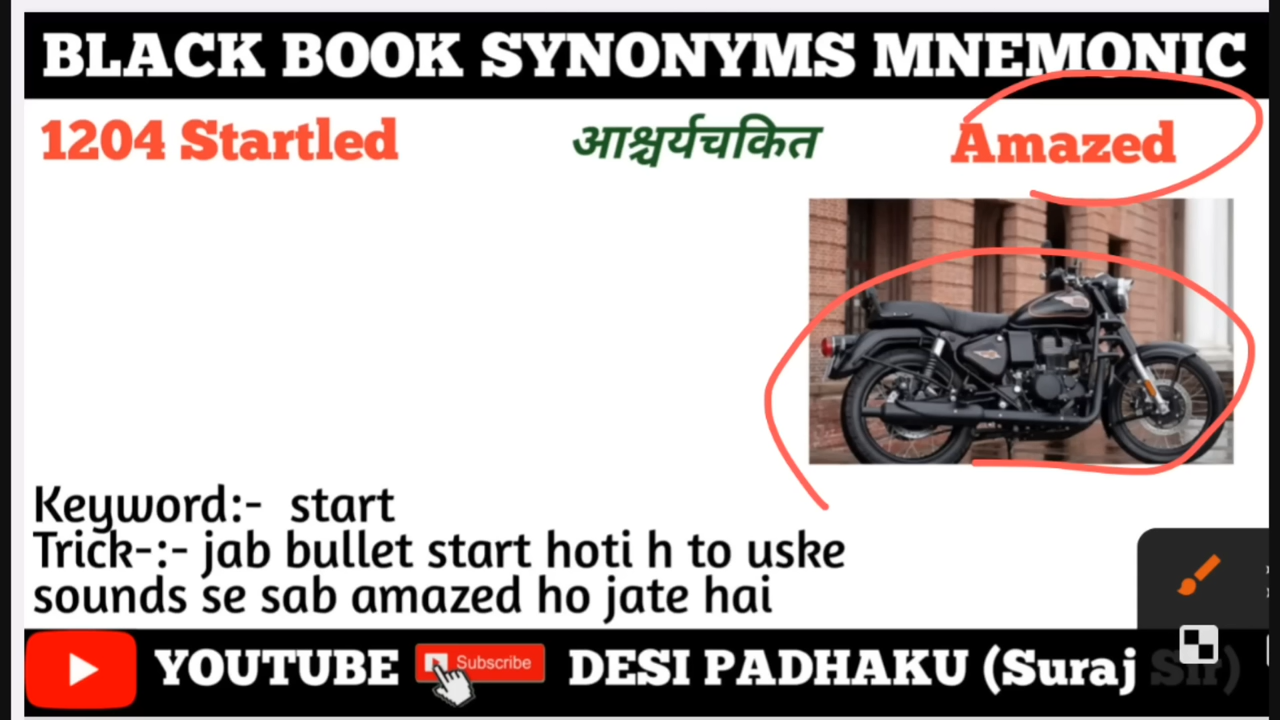 BLACK BOOK SYNONYMS MNEMONIC
1204 Startled आश्चर्यचकित Amazed
Keyword:- start
Trick-:- jab bullet start hoti h to uske
sounds se sab amazed ho jate hai
YOUTUBE Subscribe DESI PADHAKU (Suraj Sir)